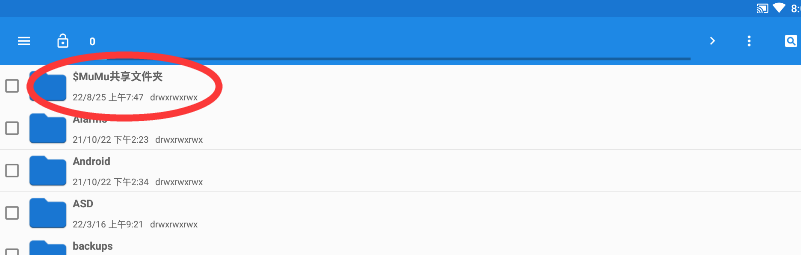 8:
0
$MuMu共享文件夹
22/8/25 上午7:47 drwxrwxrwx
Alarms
21/10/22 下午2:23 drwxrwxrwx
Android
21/10/22 下午2:34 drwxrwxrwx
ASD
22/3/16 上午9:21 drwxrwxrwx
backups